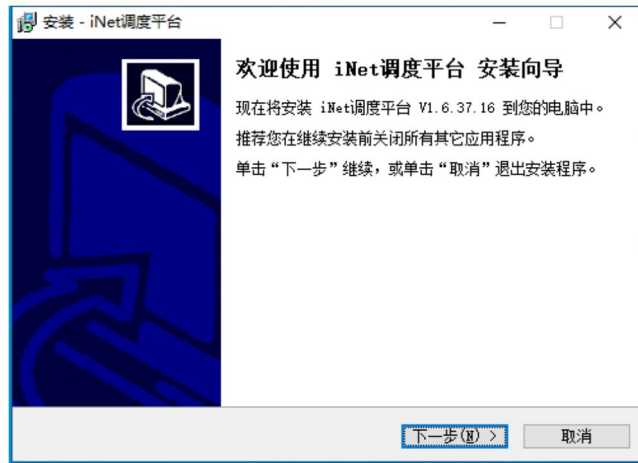 安装 - iNet调度平台
欢迎使用 iNet调度平台 安装向导
现在将安装 iNet调度平台 V1.6.37.16 到您的电脑中。
推荐您在继续安装前关闭所有其它应用程序。
单击“下一步”继续，或单击“取消”退出安装程序。
下一步(N) >
取消